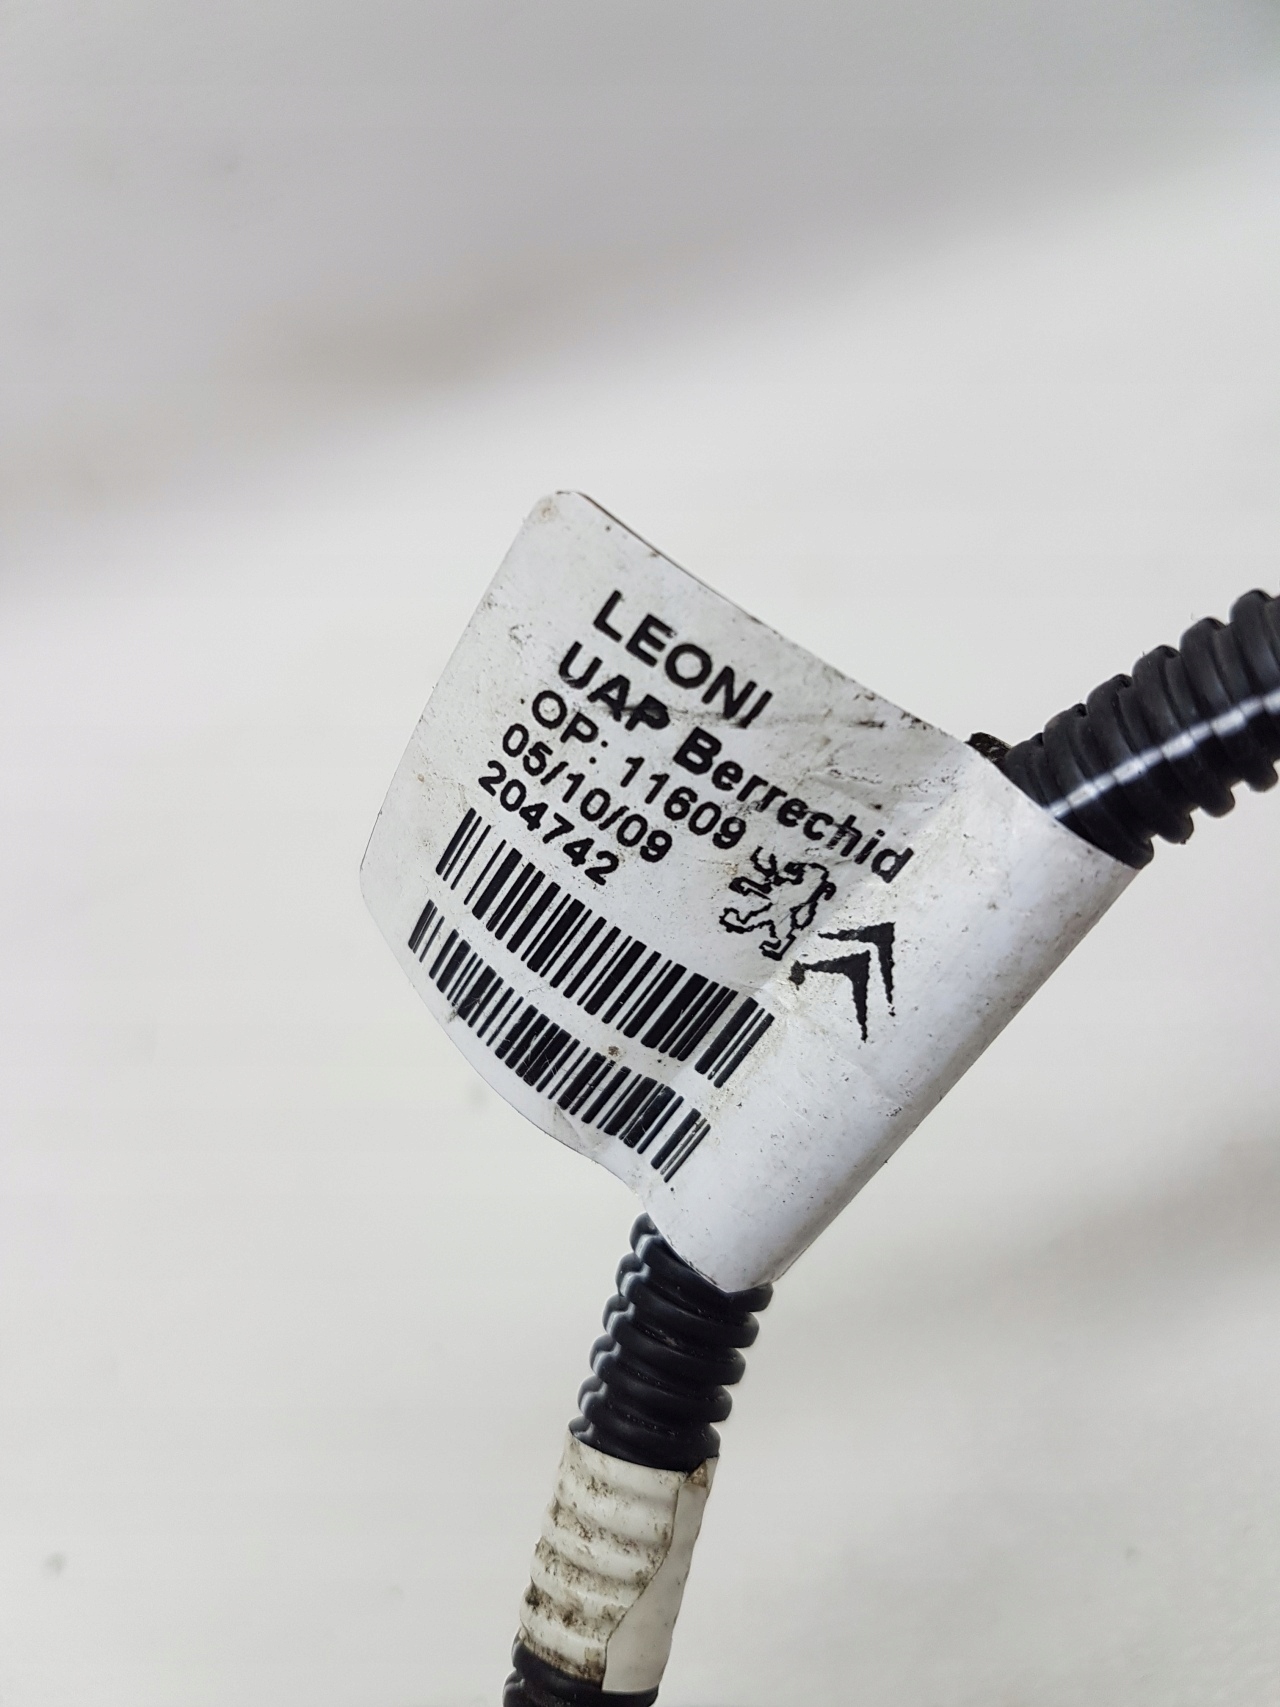 LEONI
UAP Berrechid
OP: 11609
05/10/09
204742